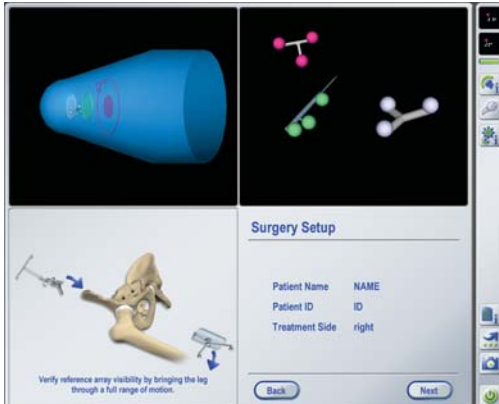 Surgery Setup
Patient Name NAME
Patient ID ID
Treatment Side right
Verify reference array visibility by bringing the leg
through a full range of motion.
Back Next